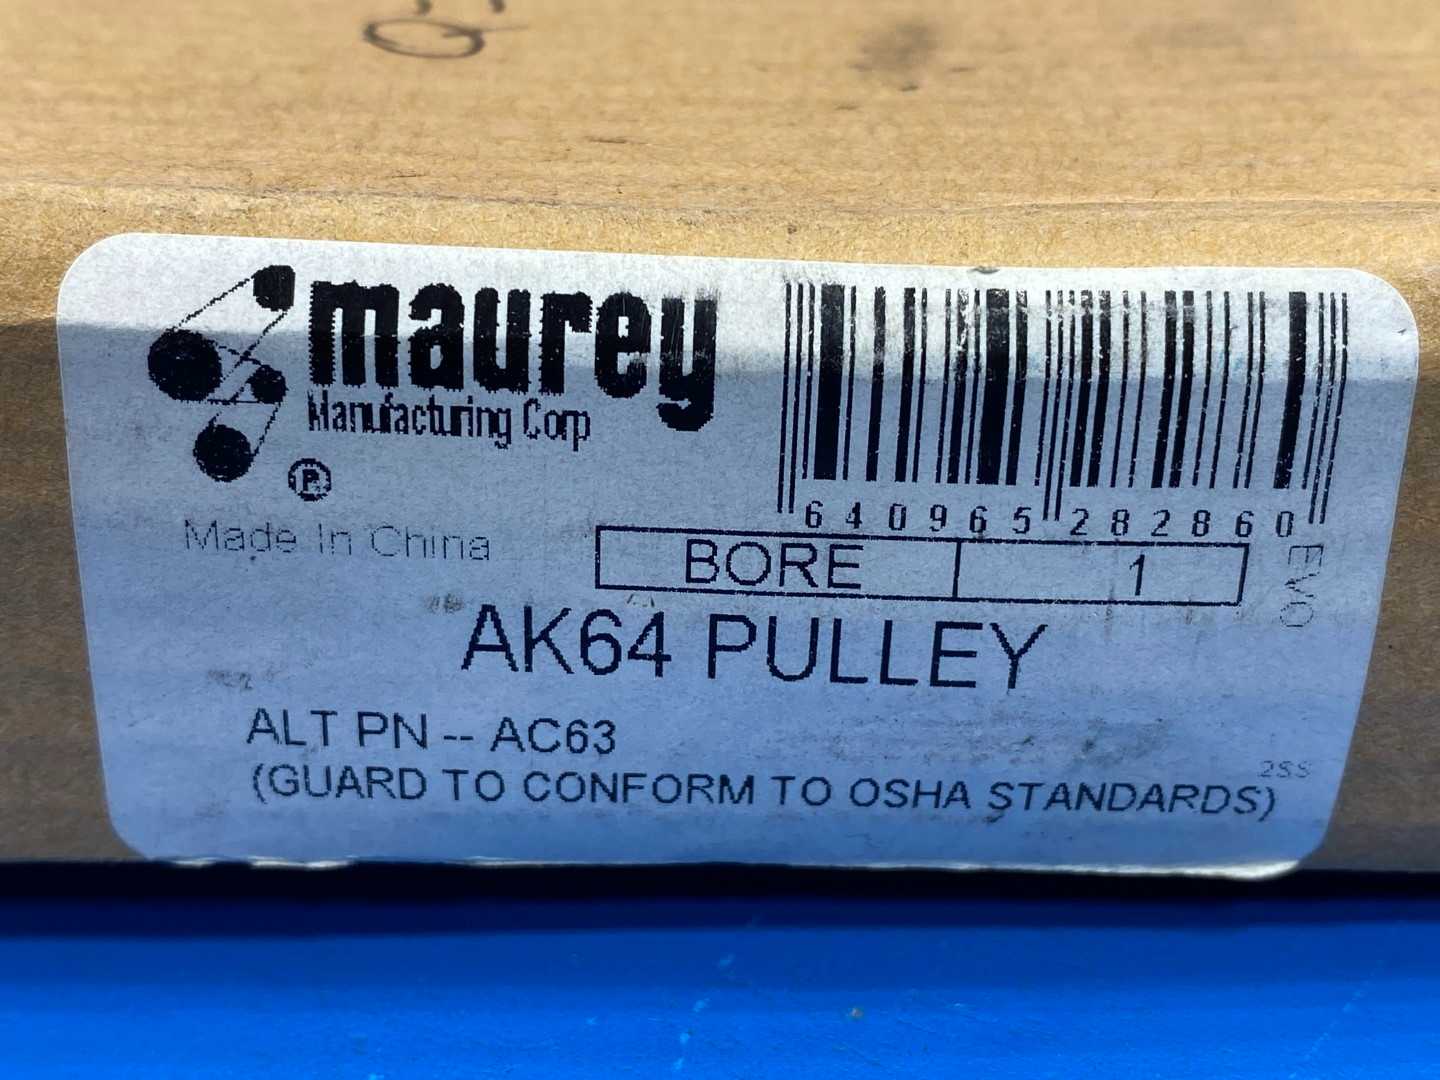 maurey
Manufacturing Corp
P
Made In China
640965 282860
BORE 1
EVO
AK64 PULLEY
ALT PN -- AC63
2SS
(GUARD TO CONFORM TO OSHA STANDARDS)